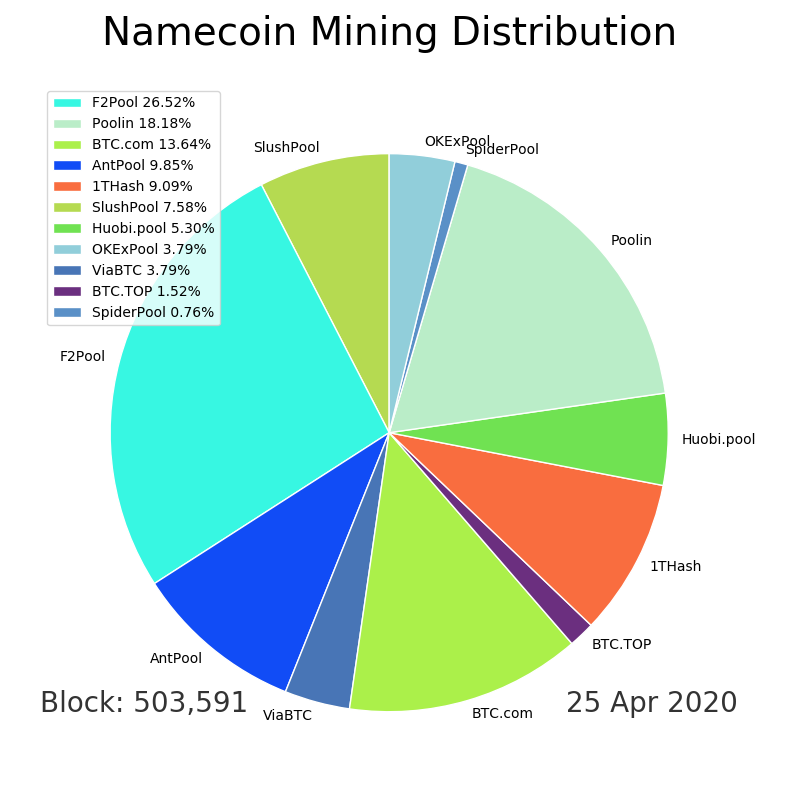 Namecoin Mining Distribution
F2Pool 26.52%
Poolin 18.18%
BTC.com 13.64%
AntPool 9.85%
1THash 9.09%
SlushPool 7.58%
Huobi.pool 5.30%
OKExPool 3.79%
ViaBTC 3.79%
BTC.TOP 1.52%
SpiderPool 0.76%
OKExPool
SpiderPool
SlushPool
Poolin
F2Pool
Huobi.pool
1THash
BTC.TOP
AntPool
ViaBTC
BTC.com
Block: 503,591
25 Apr 2020